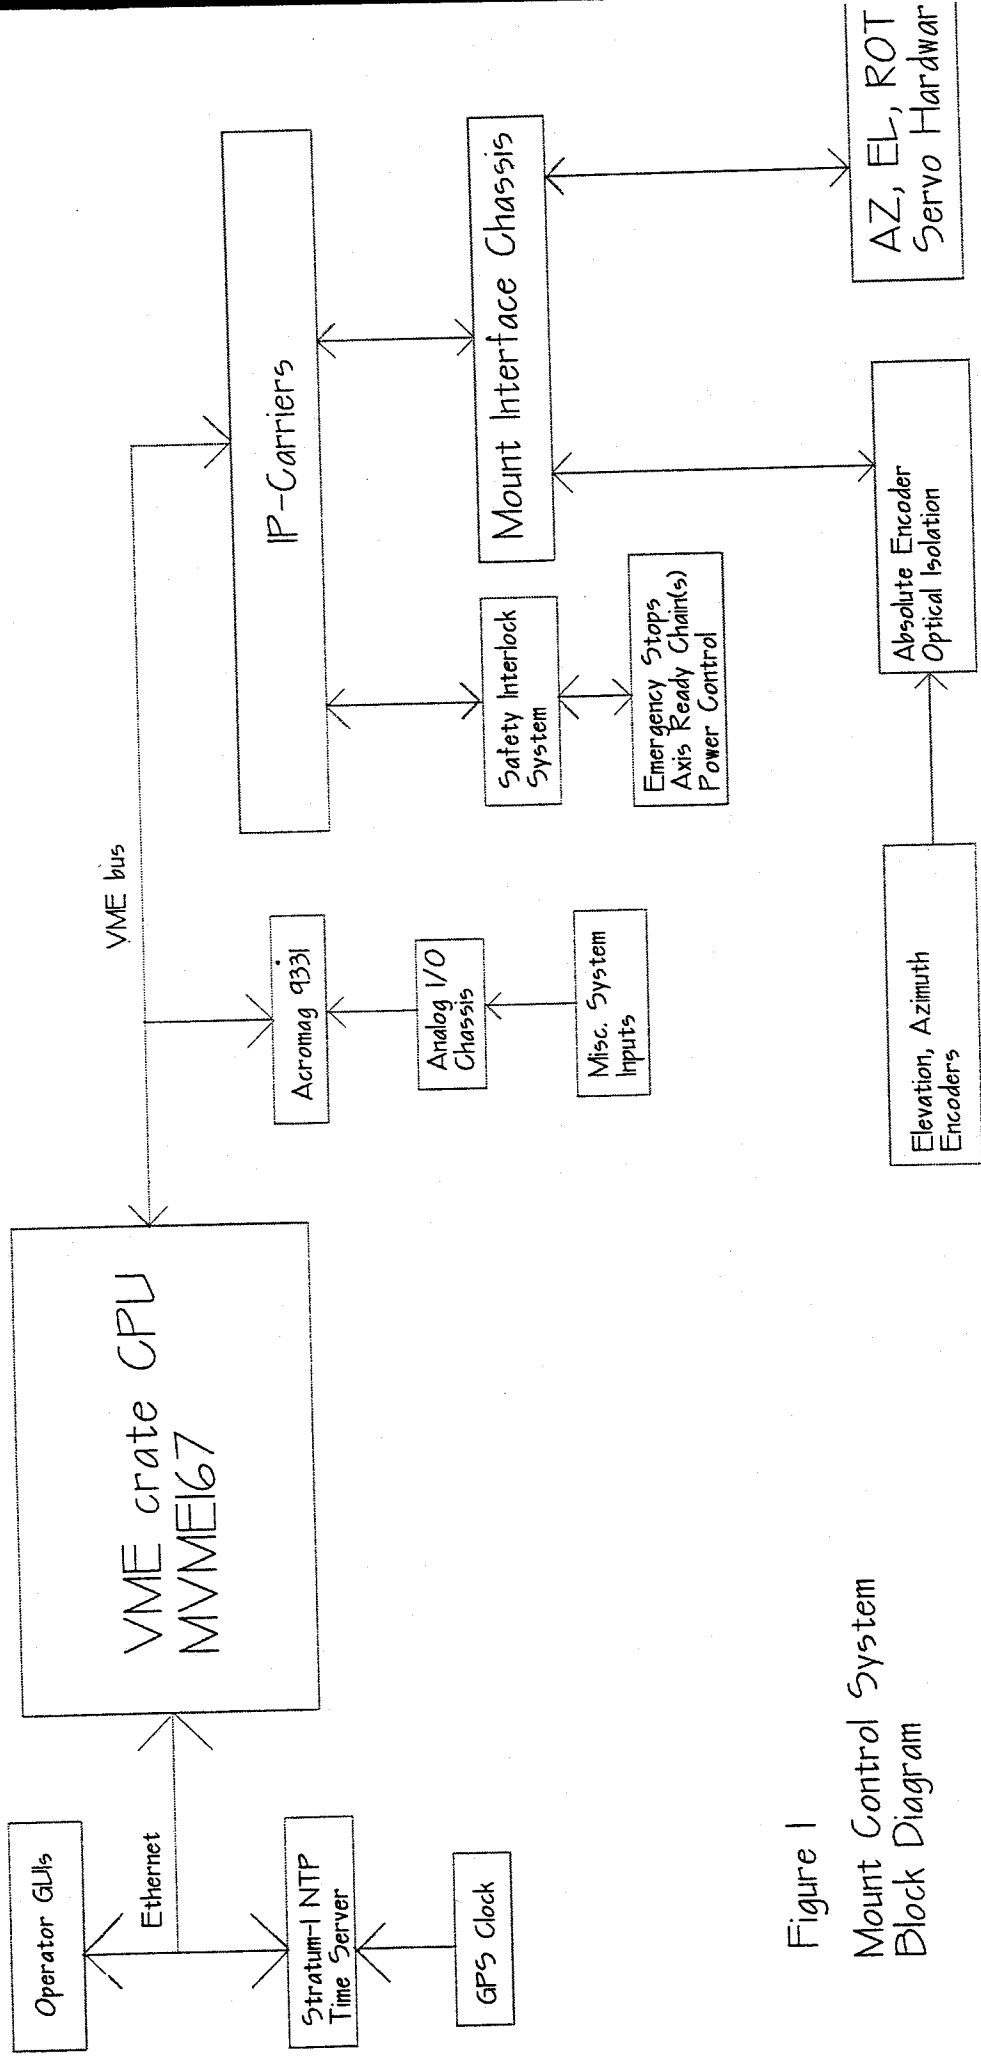 Operator GUIs
Ethernet
Stratum-1 NTP
Time Server
GPS Clock
VME crate CPU
MVME167
VME bus
Acromag 9331
Analog I/O
Chassis
Misc. System
Inputs
IP-Carriers
Safety Interlock
System
Emergency Stops
Axis Ready Chain(s)
Power Control
Mount Interface Chassis
Elevation, Azimuth
Encoders
Absolute Encoder
Optical Isolation
AZ, EL, ROT
Servo Hardwar
Figure 1
Mount Control System
Block Diagram